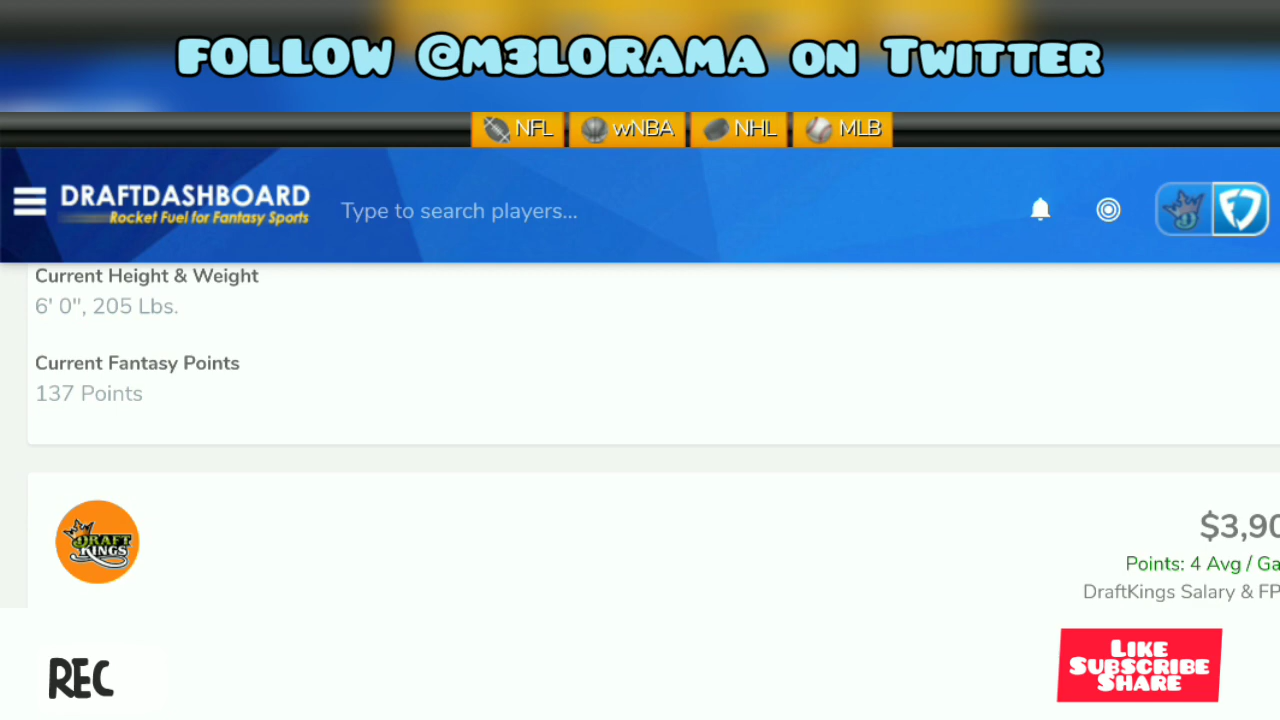 FOLLOW @M3LORAMA ON TWITTER
NFL wNBA NHL MLB
DRAFTDASHBOARD
Rocket Fuel for Fantasy Sports
Type to search players...
Current Height & Weight
6' 0", 205 Lbs.
Current Fantasy Points
137 Points
DRAFT
KINGS
$3,90
Points: 4 Avg / Ga
DraftKings Salary & FP
REC
LIKE
SUBSCRIBE
SHARE